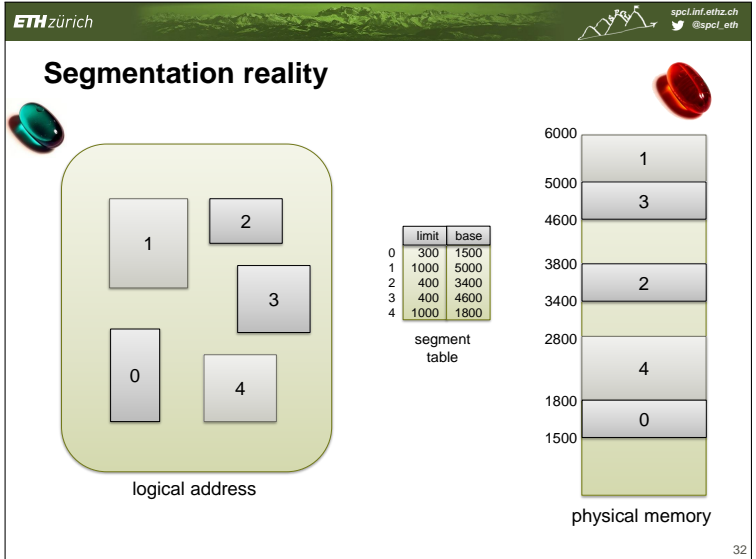 ETH zürich
spcl.inf.ethz.ch
@spcl_eth
Segmentation reality
1
2
3
0
4
logical address
limit base
0 300 1500
1 1000 5000
2 400 3400
3 400 4600
4 1000 1800
segment
table
6000
1
5000
3
4600
3800
2
3400
2800
4
1800
0
1500
physical memory
32